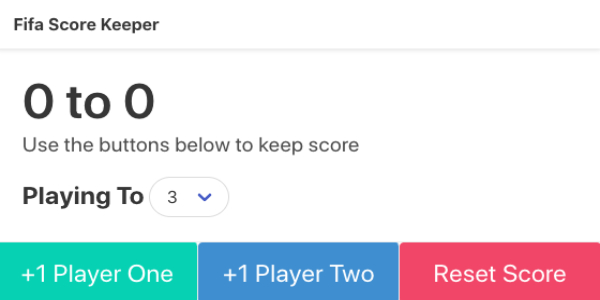 Fifa Score Keeper
0 to 0
Use the buttons below to keep score
Playing To 3
+1 Player One +1 Player Two Reset Score